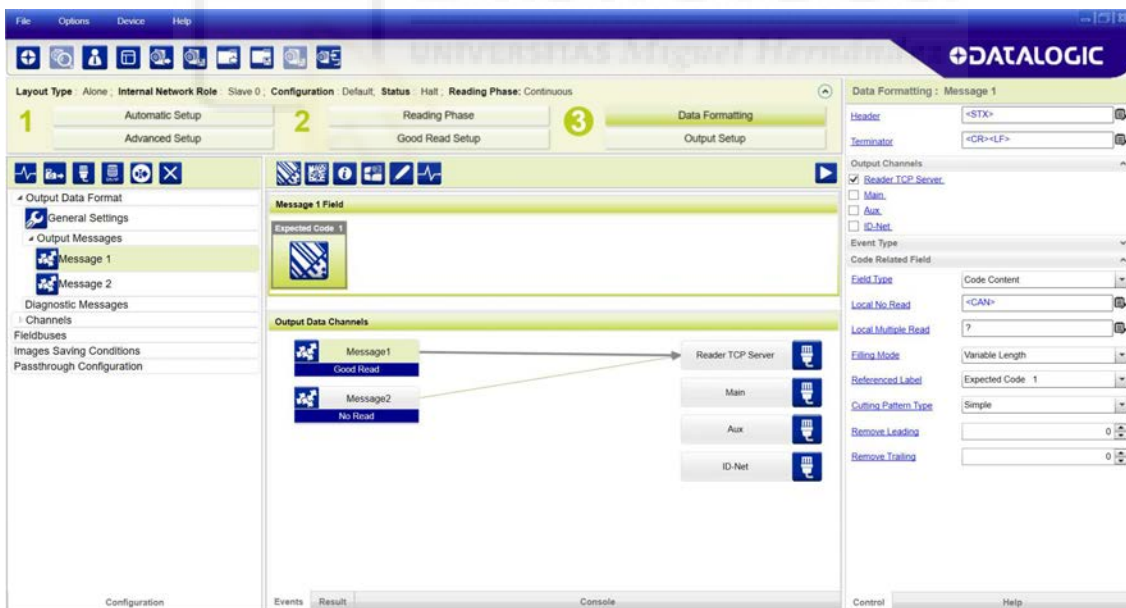 File Options Device Help
UNIVERSITAS Miguel Hernández
DATALOGIC
Layout Type : Alone ; Internal Network Role : Slave 0 ; Configuration : Default, Status : Halt ; Reading Phase: Continuous
1 Automatic Setup 2 Reading Phase 3 Data Formatting
Advanced Setup Good Read Setup Output Setup
Output Data Format
General Settings
Output Messages
Message 1
Message 2
Diagnostic Messages
Channels
Fieldbuses
Images Saving Conditions
Passthrough Configuration
Configuration
Message 1 Field
Expected Code 1
Output Data Channels
Message1
Good Read
Message2
No Read
Reader TCP Server
Main
Aux
ID-Net
Events Result Console
Data Formatting : Message 1
Header <STX>
Terminator <CR><LF>
Output Channels
Reader TCP Server
Main
Aux
ID-Net
Event Type
Code Related Field
Field Type Code Content
Local No Read <CAN>
Local Multiple Read ?
Filling Mode Variable Length
Referenced Label Expected Code 1
Cutting Pattern Type Simple
Remove Leading 0
Remove Trailing 0
Control Help